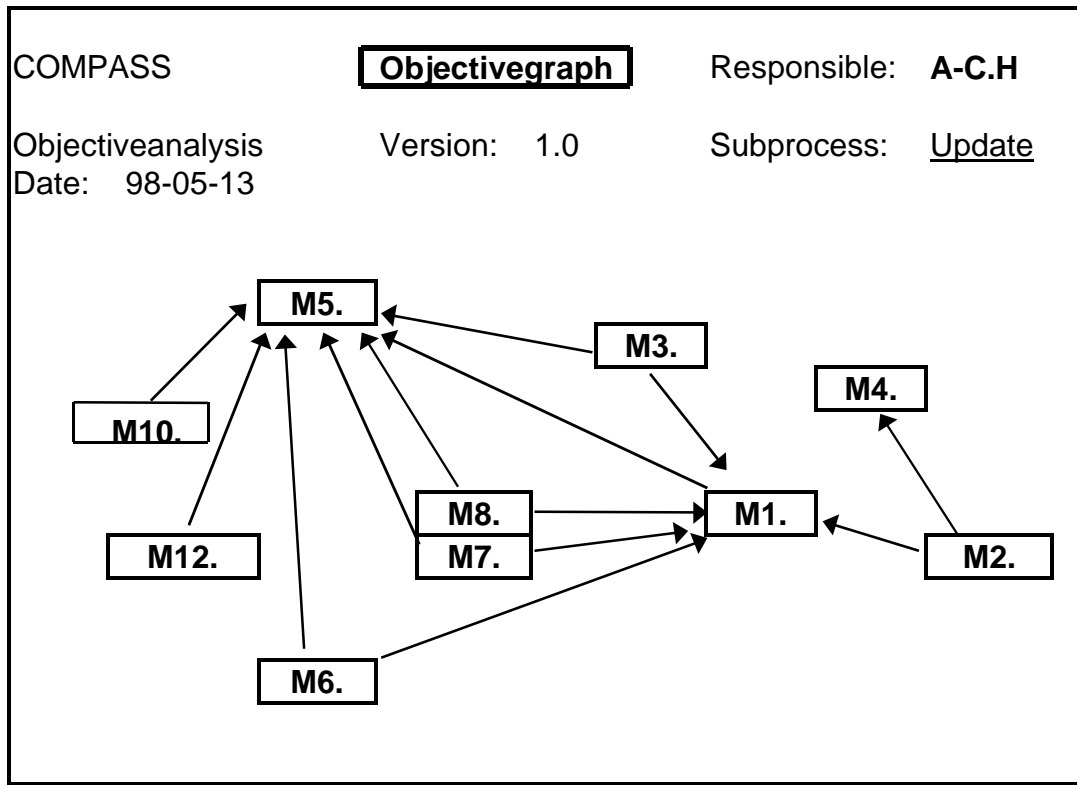 COMPASS Objectivegraph Responsible: A-C.H
Objectiveanalysis Version: 1.0 Subprocess: Update
Date: 98-05-13
M5.
M3.
M4.
M10.
M8.
M1.
M12.
M7.
M2.
M6.